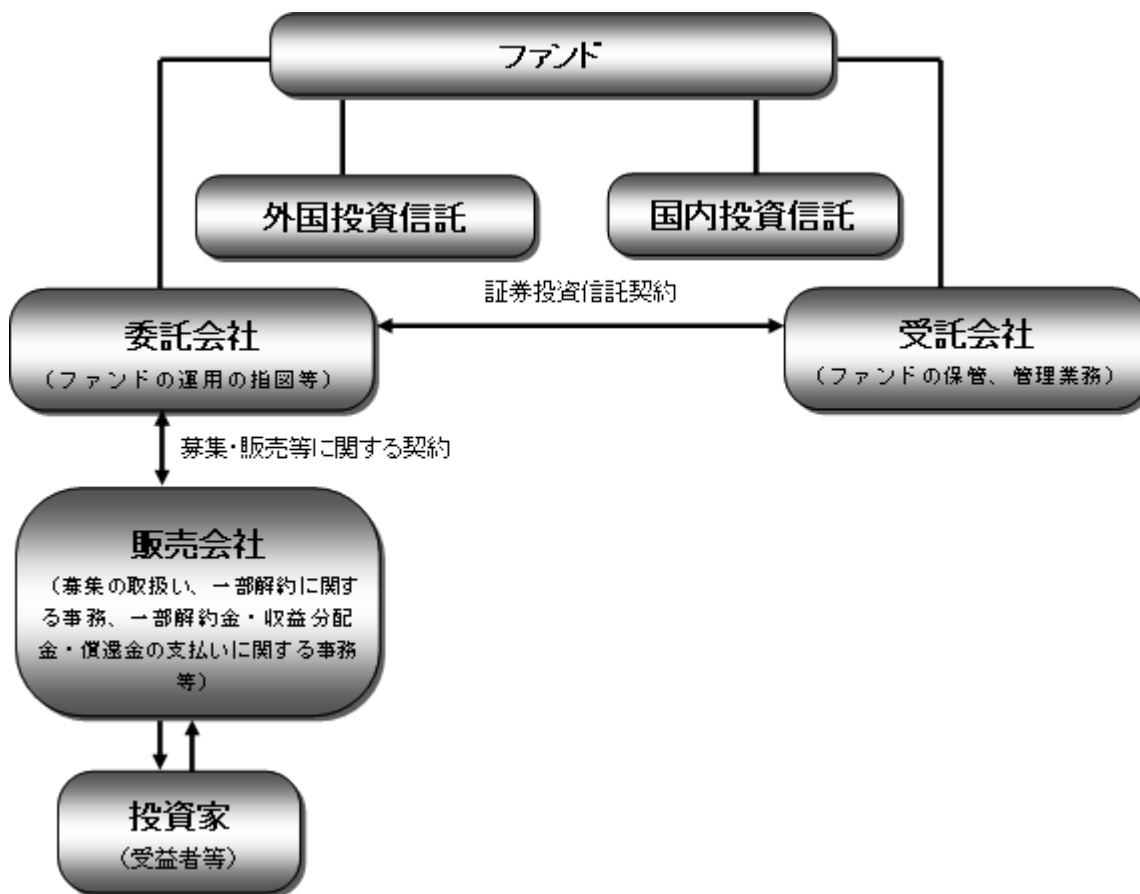 ファンド
外国投資信託
国内投資信託
証券投資信託契約
委託会社
(ファンドの運用の指図等)
受託会社
(ファンドの保管、管理業務)
募集・販売等に関する契約
販売会社
(募集の取扱い、一部解約に関す
る事務、一部解約金・収益分配
金・償還金の支払いに関する事務
等)
投資家
(受益者等)